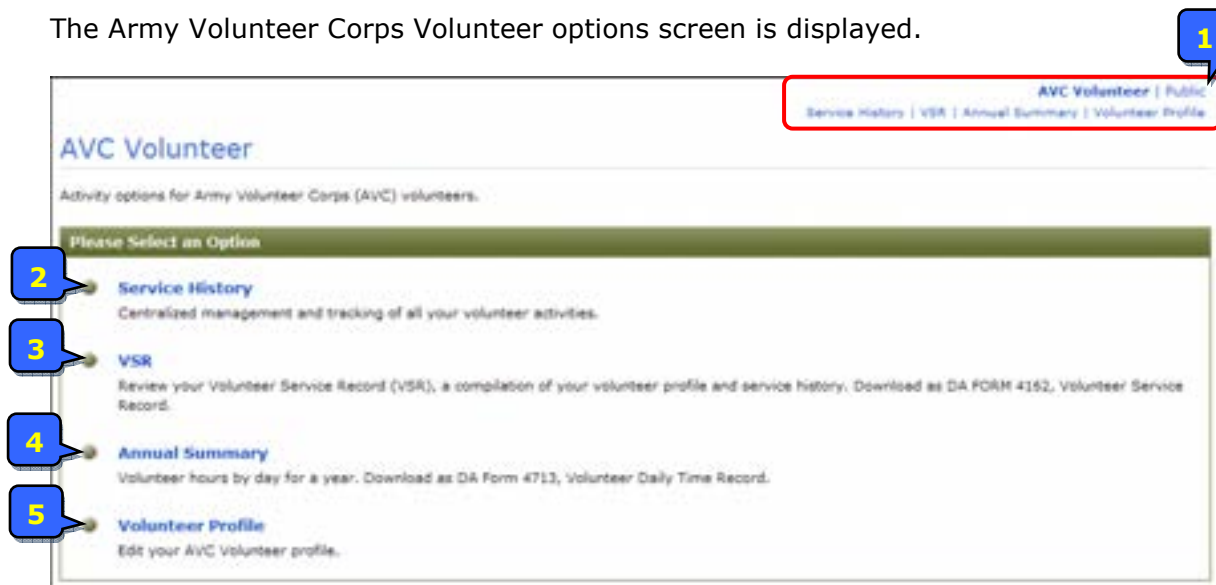 The Army Volunteer Corps Volunteer options screen is displayed.
1
AVC Volunteer | Public
Service History | VSR | Annual Summary | Volunteer Profile
AVC Volunteer
Activity options for Army Volunteer Corps (AVC) volunteers.
Please Select an Option
2
Service History
Centralized management and tracking of all your volunteer activities.
3
VSR
Review your Volunteer Service Record (VSR), a compilation of your volunteer profile and service history. Download as DA FORM 4162, Volunteer Service
Record.
4
Annual Summary
Volunteer hours by day for a year. Download as DA Form 4713, Volunteer Daily Time Record.
5
Volunteer Profile
Edit your AVC Volunteer profile.